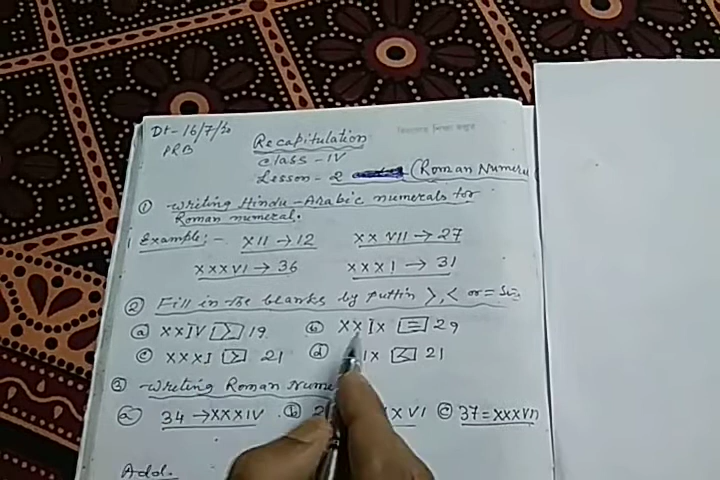 Dt - 16/7/20
PRB
Recapitulation
Class - IV
Lesson - 2 (Roman Numera
① Writing Hindu-Arabic numerals for
Roman numeral.
Example:- XII → 12 XXVII → 27
XXXVI → 36 XXXI → 31
② Fill in the blanks by puttin >, < or = Sig
ⓐ XXIV > 19 ⓑ XXIX = 29
ⓒ XXXI > 21 ⓓ IX < 21
③ Writing Roman Nume
ⓐ 34 → XXXIV ⓑ 2 XVI ⓒ 37 = XXXVII
Add.